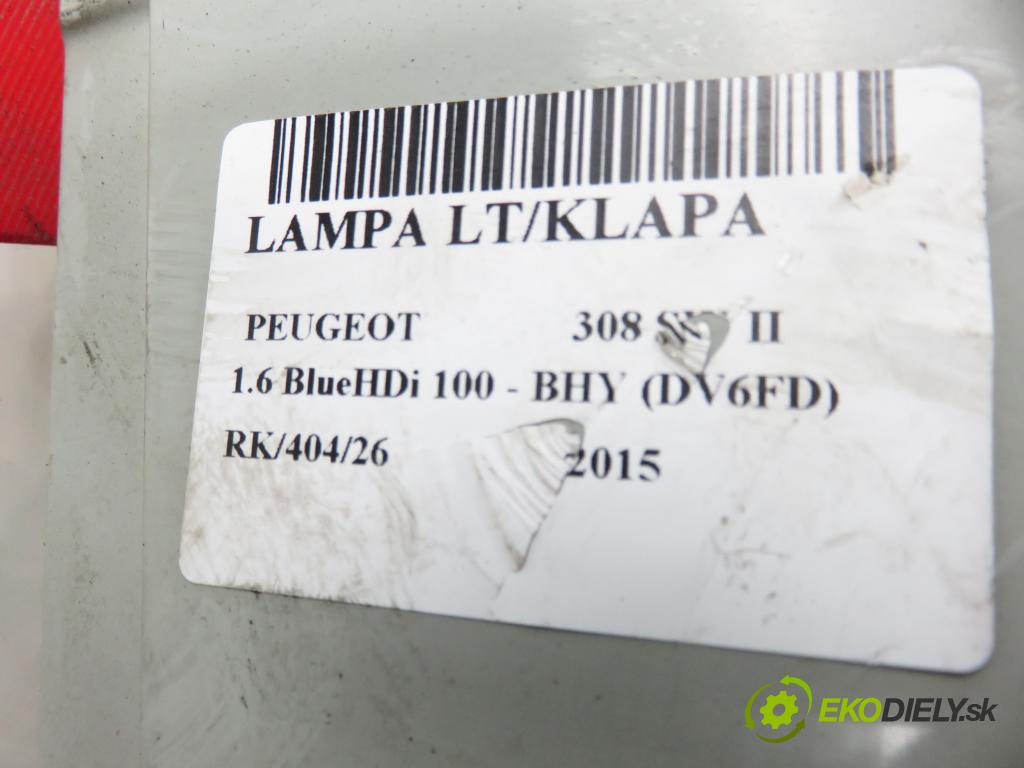 LAMPA LT/KLAPA
PEUGEOT 308 II
1.6 BlueHDi 100 - BHY (DV6FD)
RK/404/26 2015
EKODIELY.sk